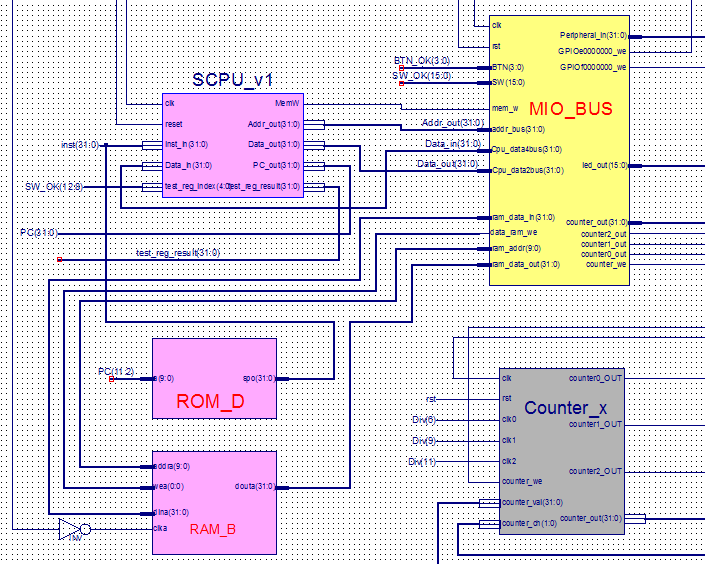 SCPU_v1
clk
reset
inst_in(31:0)
Data_in(31:0)
test_reg_index(4:0)
MemW
Addr_out(31:0)
Data_out(31:0)
PC_out(31:0)
test_reg_result(31:0)
inst(31:0)
SW_OK(12:8)
PC(31:0)
test_reg_result(31:0)
BTN_OK(3:0)
SW_OK(15:0)
Addr_out(31:0)
Data_in(31:0)
Data_out(31:0)
MIO_BUS
clk
rst
BTN(3:0)
SW(15:0)
mem_w
addr_bus(31:0)
Cpu_data4bus(31:0)
Cpu_data2bus(31:0)
ram_data_in(31:0)
data_ram_we
ram_addr(9:0)
ram_data_out(31:0)
Peripheral_in(31:0)
GPIOe0000000_we
GPIOf0000000_we
led_out(15:0)
counter_out(31:0)
counter2_out
counter1_out
counter0_out
counter_we
PC(11:2)
a(9:0)
spo(31:0)
ROM_D
addra(9:0)
wea(0:0)
dina(31:0)
clka
douta(31:0)
RAM_B
INV
rst
Div(6)
Div(9)
Div(11)
Counter_x
clk
rst
clk0
clk1
clk2
counter_we
counter_val(31:0)
counter_ch(1:0)
counter0_OUT
counter1_OUT
counter2_OUT
counter_out(31:0)